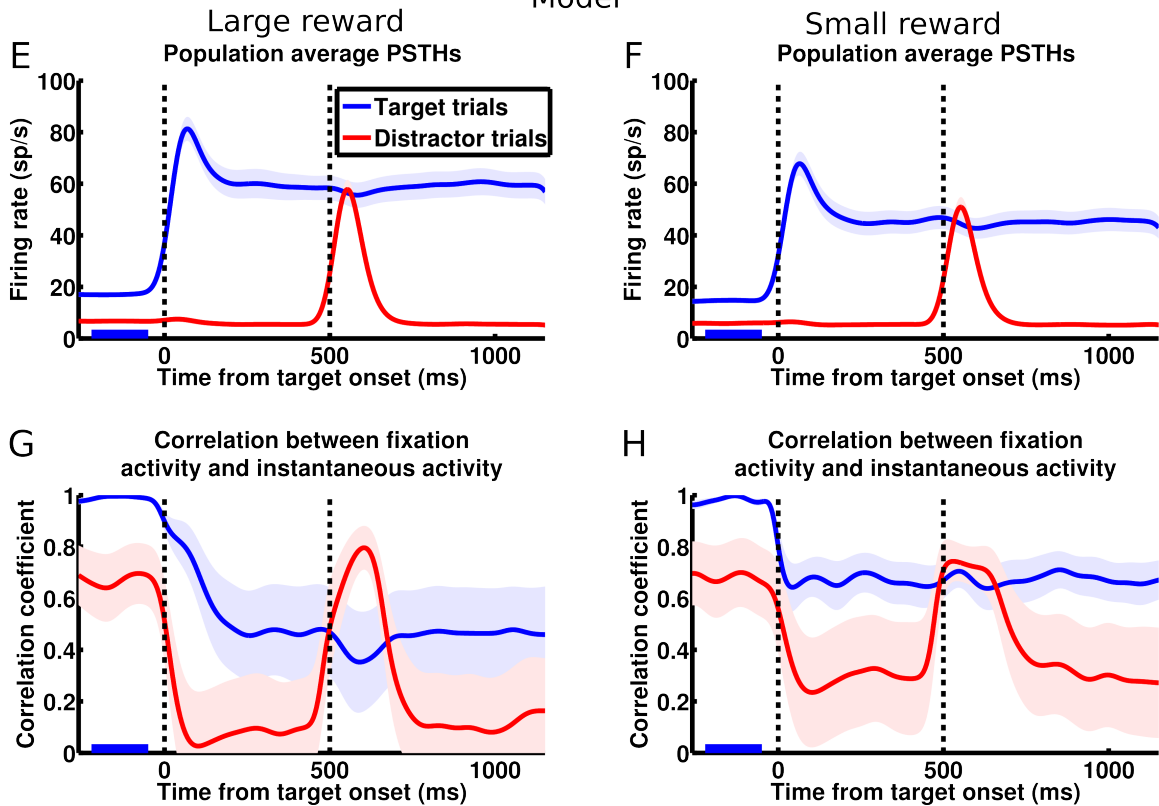 Model
Large reward
Small reward
E
Population average PSTHs
F
Population average PSTHs
100
80
60
40
20
0
Firing rate (sp/s)
Target trials
Distractor trials
0
500
1000
Time from target onset (ms)
100
80
60
40
20
0
Firing rate (sp/s)
0
500
1000
Time from target onset (ms)
G
Correlation between fixation
activity and instantaneous activity
1
0.8
0.6
0.4
0.2
0
Correlation coefficient
0
500
1000
Time from target onset (ms)
H
Correlation between fixation
activity and instantaneous activity
1
0.8
0.6
0.4
0.2
0
Correlation coefficient
0
500
1000
Time from target onset (ms)